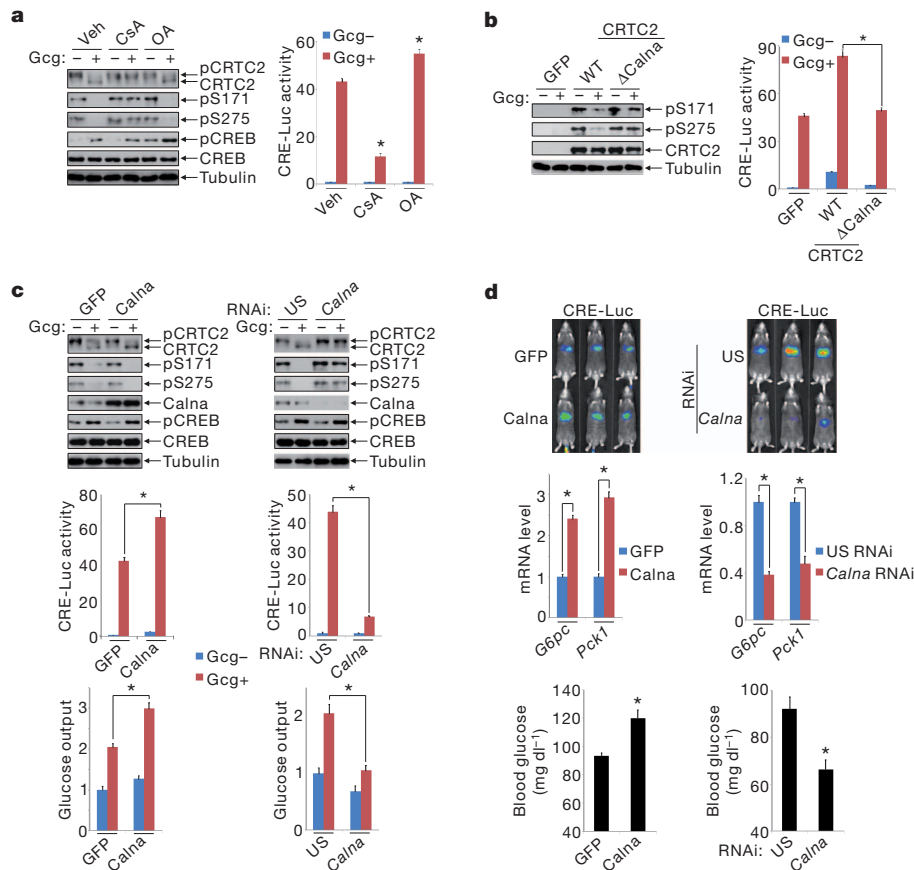 a
Veh CsA OA
Gcg: – + – + – +
pCRTC2
CRTC2
pS171
pS275
pCREB
CREB
Tubulin
CRE-Luc activity
60
40
20
0
Gcg–
Gcg+
*
*
Veh
CsA
OA
b
CRTC2
GFP WT ΔCalna
Gcg: – + – + – +
pS171
pS275
CRTC2
Tubulin
CRE-Luc activity
90
60
30
0
Gcg–
Gcg+
*
GFP
WT
ΔCalna
CRTC2
c
GFP Calna
Gcg: – + – +
pCRTC2
CRTC2
pS171
pS275
Calna
pCREB
CREB
Tubulin
RNAi: US Calna
Gcg: – + – +
pCRTC2
CRTC2
pS171
pS275
Calna
pCREB
CREB
Tubulin
CRE-Luc activity
80
60
40
20
0
*
GFP
Calna
CRE-Luc activity
50
40
30
20
10
0
*
RNAi: US Calna
Gcg–
Gcg+
Glucose output
3
2
1
0
*
GFP
Calna
Glucose output
2
1
0
*
US
Calna
d
CRE-Luc
GFP
Calna
CRE-Luc
RNAi
US
Calna
mRNA level
3
2
1
0
* *
GFP
Calna
G6pc
Pck1
mRNA level
1.2
0.8
0.4
0
* *
US RNAi
Calna RNAi
G6pc
Pck1
Blood glucose
(mg dl–1)
140
120
100
80
60
40
*
GFP
Calna
Blood glucose
(mg dl–1)
100
80
60
40
*
RNAi: US Calna